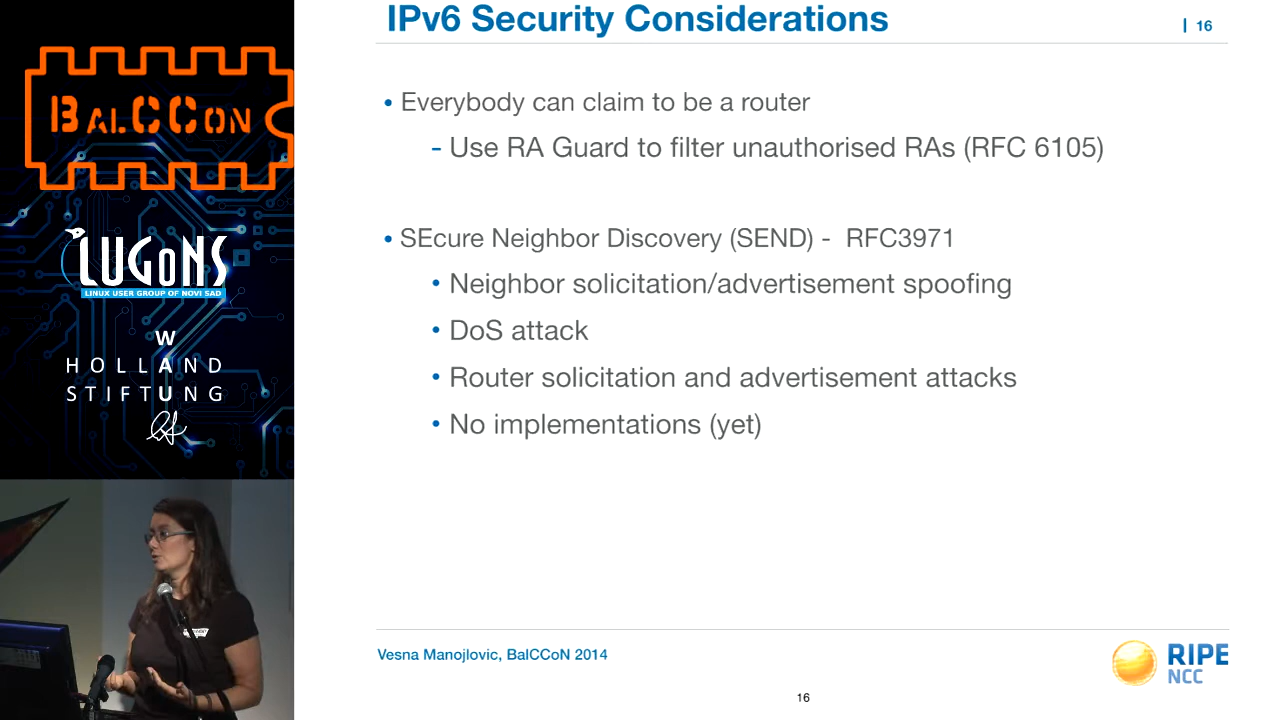 BALCCON
LUGONS
LINUX USER GROUP OF NOVI SAD
W
HOLLAND
STIFTUNG
IPv6 Security Considerations
| 16
• Everybody can claim to be a router
- Use RA Guard to filter unauthorised RAs (RFC 6105)
• SEcure Neighbor Discovery (SEND) - RFC3971
• Neighbor solicitation/advertisement spoofing
• DoS attack
• Router solicitation and advertisement attacks
• No implementations (yet)
Vesna Manojlovic, BalCCoN 2014
RIPE
NCC
16